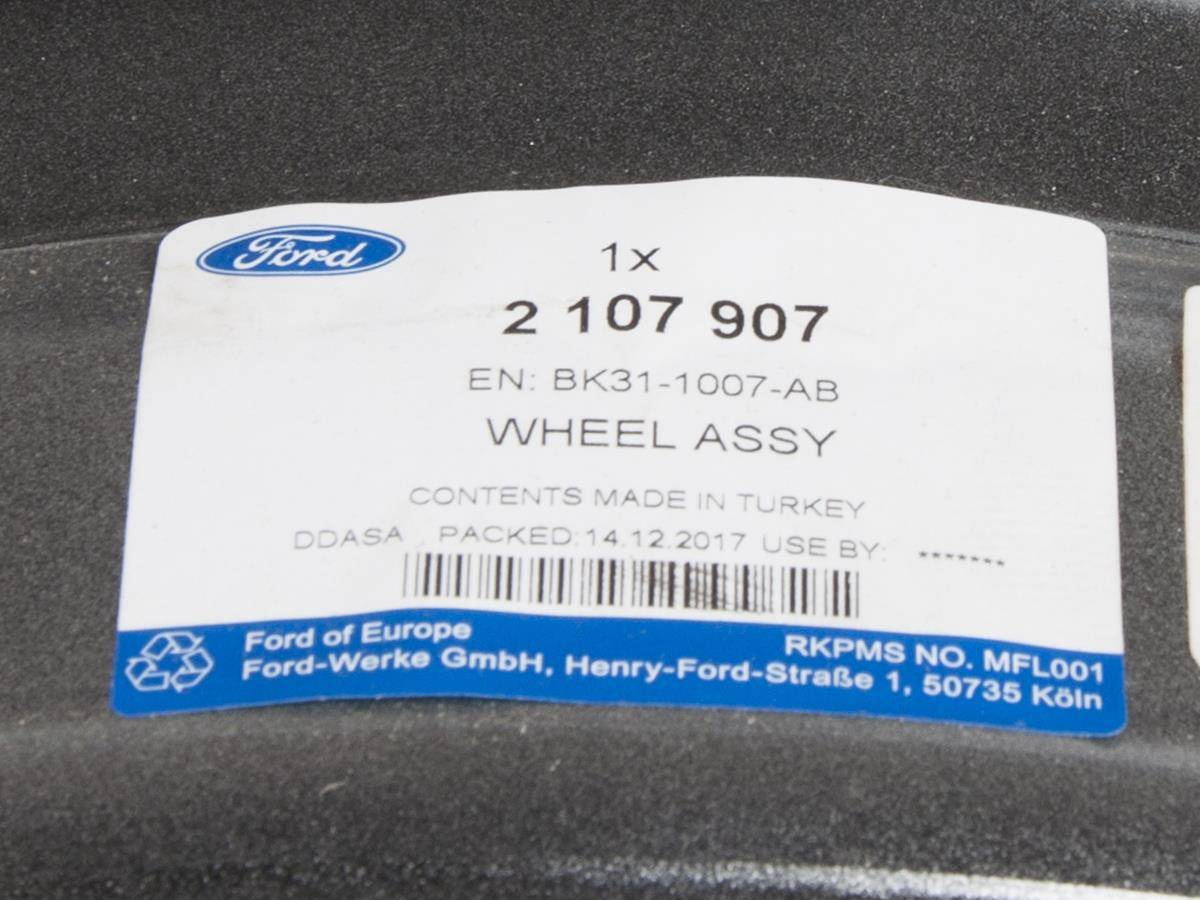 Ford
1x
2 107 907
EN: BK31-1007-AB
WHEEL ASSY
CONTENTS MADE IN TURKEY
DDASA PACKED:14.12.2017 USE BY: *******
Ford of Europe
RKPMS NO. MFL001
Ford-Werke GmbH, Henry-Ford-Straße 1, 50735 Köln